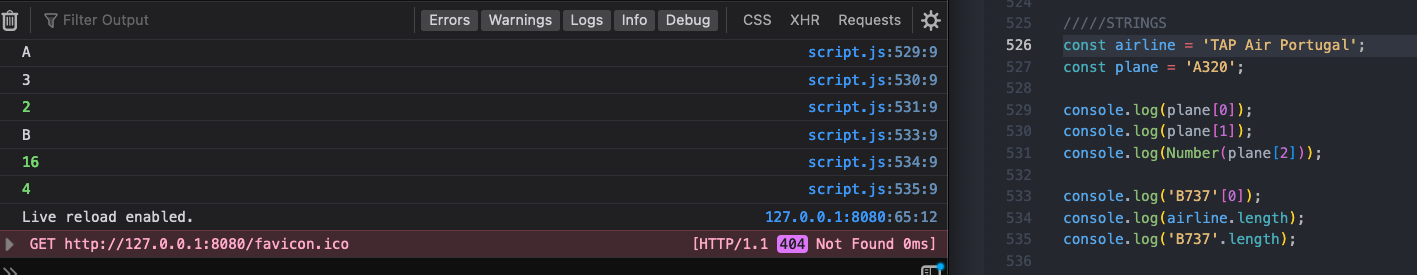 Filter Output Errors Warnings Logs Info Debug CSS XHR Requests
A script.js:529:9
3 script.js:530:9
2 script.js:531:9
B script.js:533:9
16 script.js:534:9
4 script.js:535:9
Live reload enabled. 127.0.0.1:8080:65:12
GET http://127.0.0.1:8080/favicon.ico [HTTP/1.1 404 Not Found 0ms]
>>
524
525 /////STRINGS
526 const airline = 'TAP Air Portugal';
527 const plane = 'A320';
528
529 console.log(plane[0]);
530 console.log(plane[1]);
531 console.log(Number(plane[2]));
532
533 console.log('B737'[0]);
534 console.log(airline.length);
535 console.log('B737'.length);
536